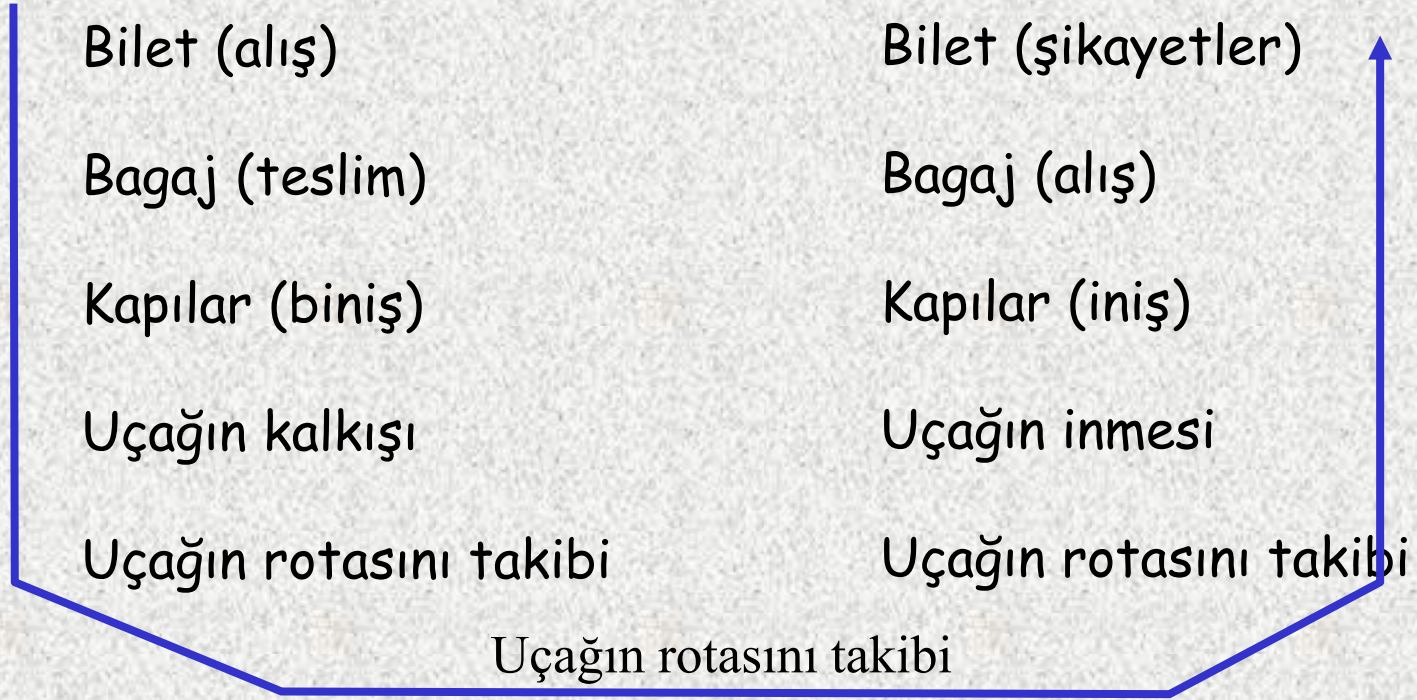 Bilet (alış)
Bagaj (teslim)
Kapılar (biniş)
Uçağın kalkışı
Uçağın rotasını takibi
Bilet (şikayetler)
Bagaj (alış)
Kapılar (iniş)
Uçağın inmesi
Uçağın rotasını takibi
Uçağın rotasını takibi